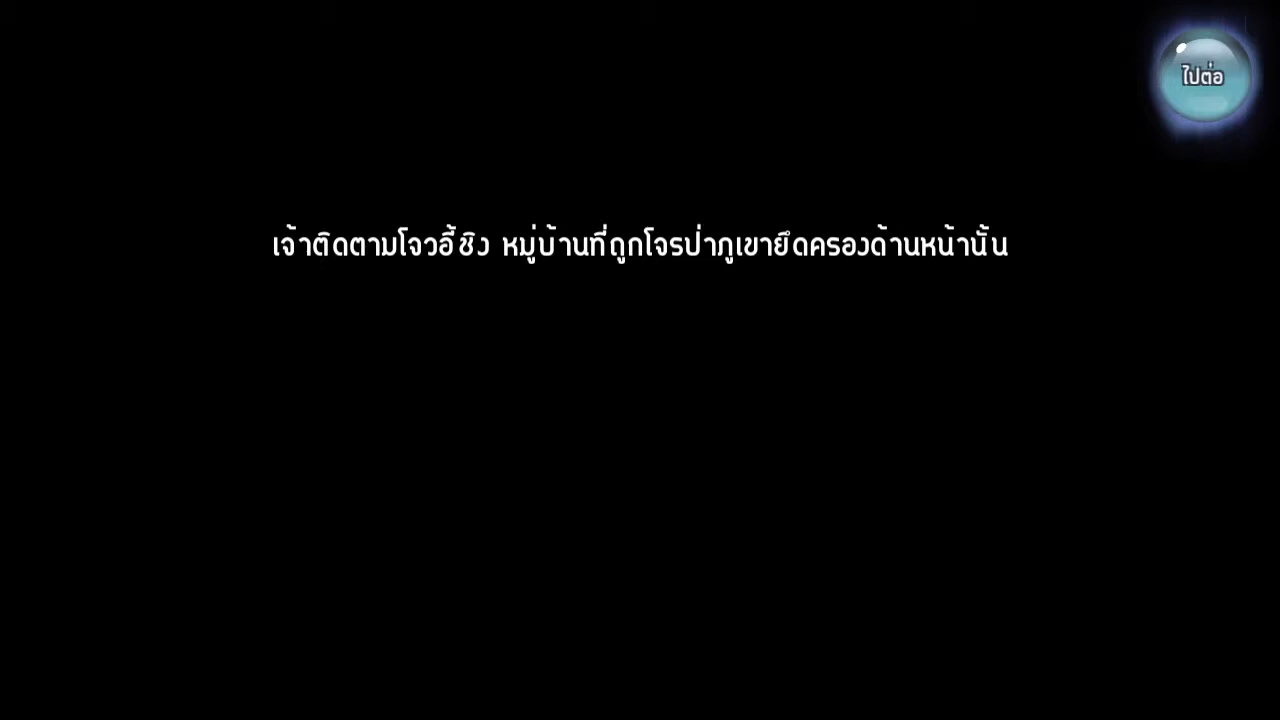 ไปต่อ
เจ้าติดตามโจวอี้ชิง หมู่บ้านที่ถูกโจรป่าภูเขายึดครองด้านหน้านั้น